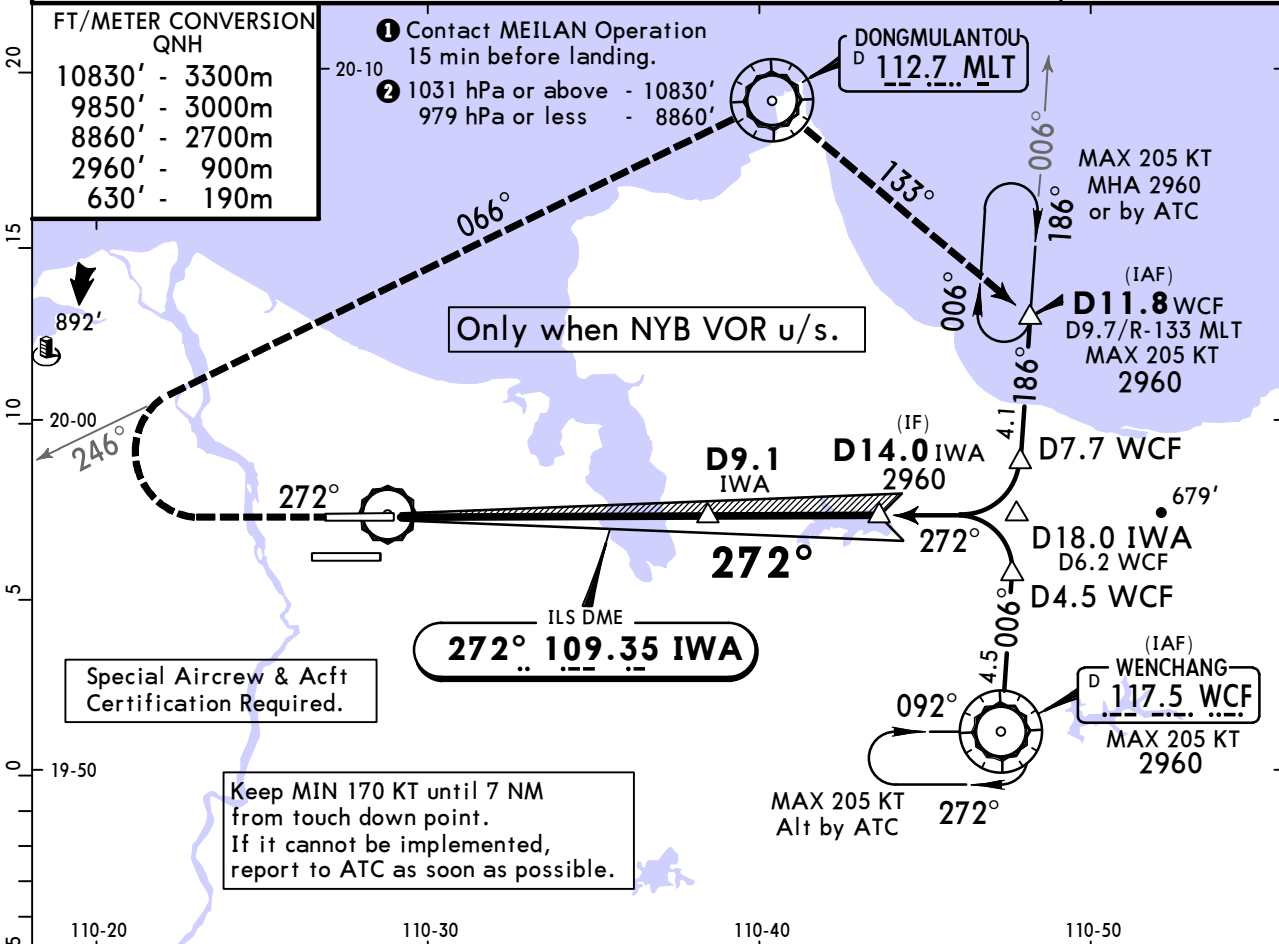 FT/METER CONVERSION
QNH
10830' - 3300m
9850' - 3000m
8860' - 2700m
2960' - 900m
630' - 190m
❶ Contact MEILAN Operation
15 min before landing.
❷ 1031 hPa or above - 10830'
979 hPa or less - 8860'
20-10
DONGMULANTOU
D 112.7 MLT
006°
MAX 205 KT
MHA 2960
or by ATC
186°
006°
133°
066°
(IAF)
D11.8 WCF
D9.7/R-133 MLT
MAX 205 KT
2960
186°
4.1
892'
Only when NYB VOR u/s.
20-00
246°
272°
D9.1
IWA
(IF)
D14.0 IWA
2960
D7.7 WCF
679'
272°
272°
D18.0 IWA
D6.2 WCF
D4.5 WCF
006°
4.5
ILS DME
272° 109.35 IWA
(IAF)
WENCHANG
D 117.5 WCF
MAX 205 KT
2960
092°
272°
MAX 205 KT
Alt by ATC
Special Aircrew & Acft
Certification Required.
19-50
Keep MIN 170 KT until 7 NM
from touch down point.
If it cannot be implemented,
report to ATC as soon as possible.
20
15
10
5
0
5
110-20
110-30
110-40
110-50